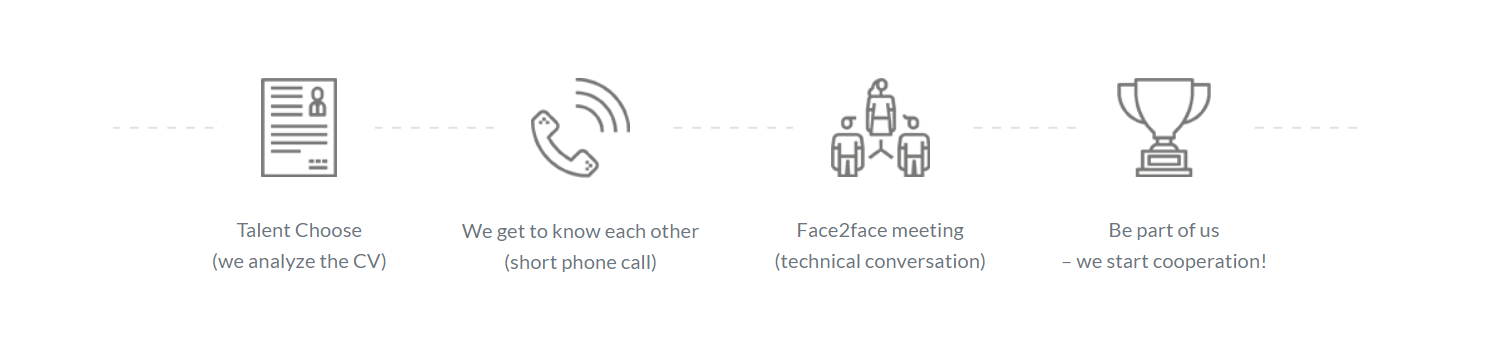 Talent Choose
(we analyze the CV)
We get to know each other
(short phone call)
Face2face meeting
(technical conversation)
Be part of us
– we start cooperation!